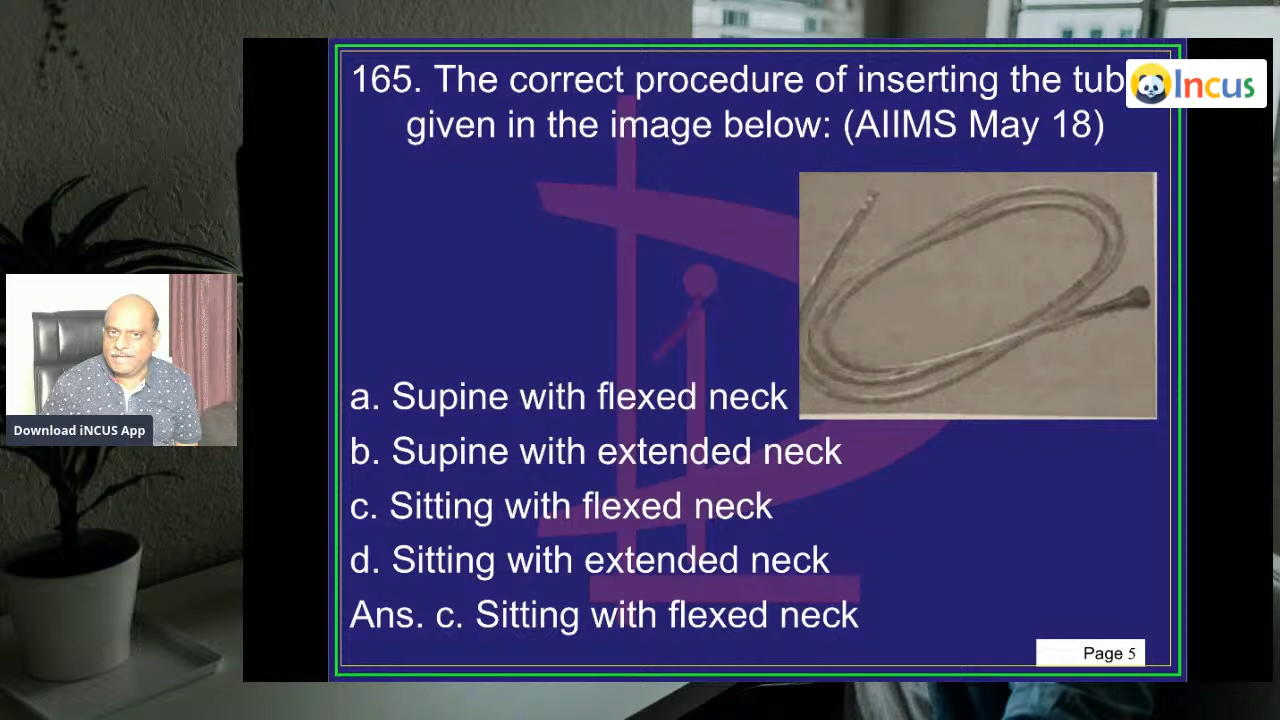 165. The correct procedure of inserting the tub
given in the image below: (AIIMS May 18)
Incus
a. Supine with flexed neck
b. Supine with extended neck
c. Sitting with flexed neck
d. Sitting with extended neck
Ans. c. Sitting with flexed neck
Download iNCUS App
Page 5